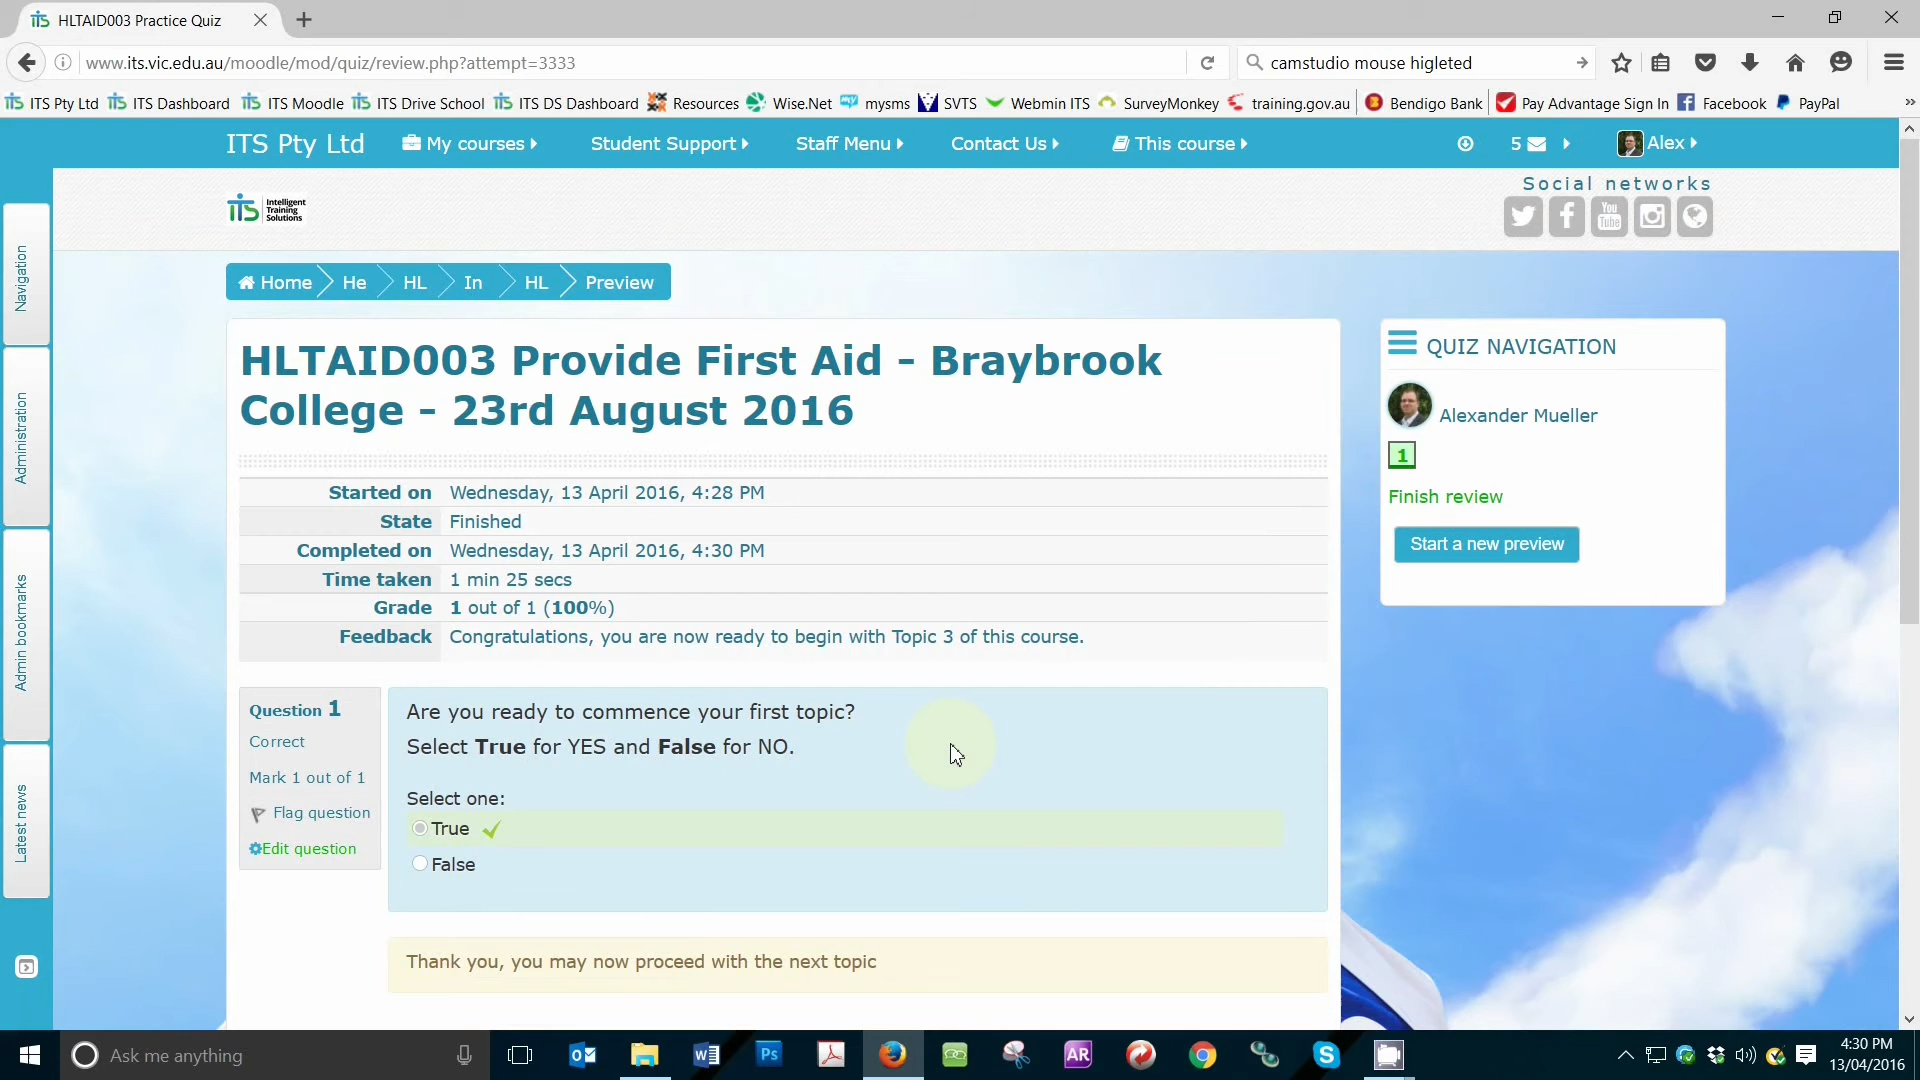 HLTAID003 Practice Quiz
www.its.vic.edu.au/moodle/mod/quiz/review.php?attempt=3333
camstudio mouse higleted
ITS Pty Ltd ITS Dashboard ITS Moodle ITS Drive School ITS DS Dashboard Resources Wise.Net mysms SVTS Webmin ITS SurveyMonkey training.gov.au Bendigo Bank Pay Advantage Sign In Facebook PayPal
ITS Pty Ltd My courses Student Support Staff Menu Contact Us This course 5 Alex
Social networks
iTS Intelligent
Training
Solutions
You
Tube
Navigation
Administration
Admin bookmarks
Latest news
Home He HL In HL Preview
HLTAID003 Provide First Aid - Braybrook
College - 23rd August 2016
Started on Wednesday, 13 April 2016, 4:28 PM
State Finished
Completed on Wednesday, 13 April 2016, 4:30 PM
Time taken 1 min 25 secs
Grade 1 out of 1 (100%)
Feedback Congratulations, you are now ready to begin with Topic 3 of this course.
Question 1
Correct
Mark 1 out of 1
Flag question
Edit question
Are you ready to commence your first topic?
Select True for YES and False for NO.
Select one:
True
False
Thank you, you may now proceed with the next topic
QUIZ NAVIGATION
Alexander Mueller
1
Finish review
Start a new preview
Ask me anything
Ps
AR
4:30 PM
13/04/2016